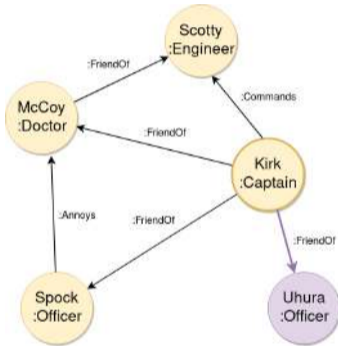 Scotty
:Engineer
:FriendOf
McCoy
:Doctor
:Commands
:FriendOf
Kirk
:Captain
:Annoys
:FriendOf
:FriendOf
Spock
:Officer
Uhura
:Officer